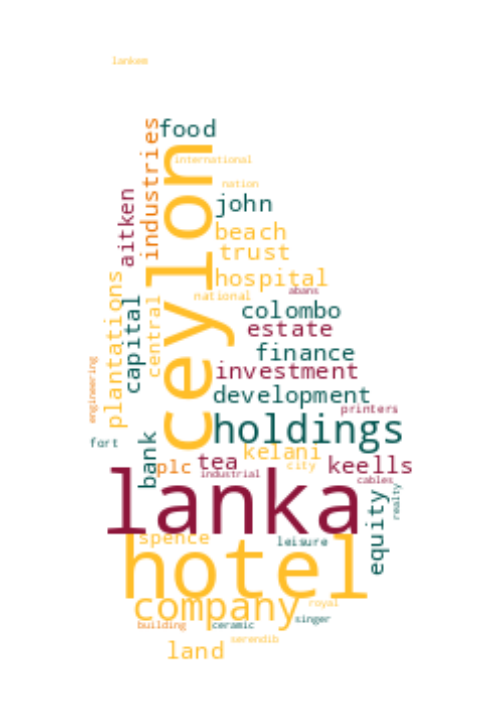 lankem
food
industries
international
ceylon
nation
aitken
john
beach
trust
hospital
plantations
abans
national
capital
central
colombo
estate
finance
engineering
investment
development
printers
holdings
fort
bank
kelani
plc
tea
city
keells
industrial
lanka
cables
equity
realty
spence
leisure
hotel
company
royal
building
ceramic
singer
serendib
land